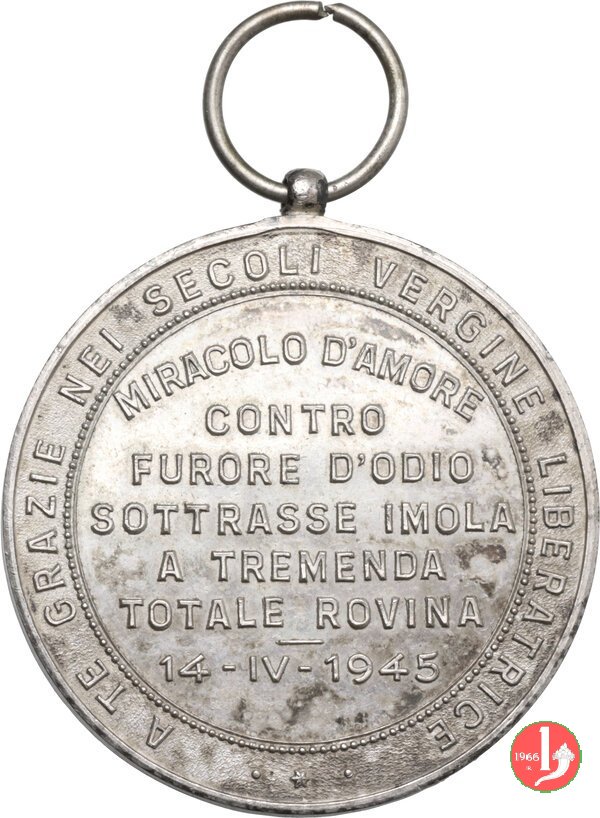 A TE GRAZIE NEI SECOLI VERGINE LIBERATRICE
MIRACOLO D'AMORE
CONTRO
FURORE D'ODIO
SOTTRASSE IMOLA
A TREMENDA
TOTALE ROVINA
14-IV-1945
1966